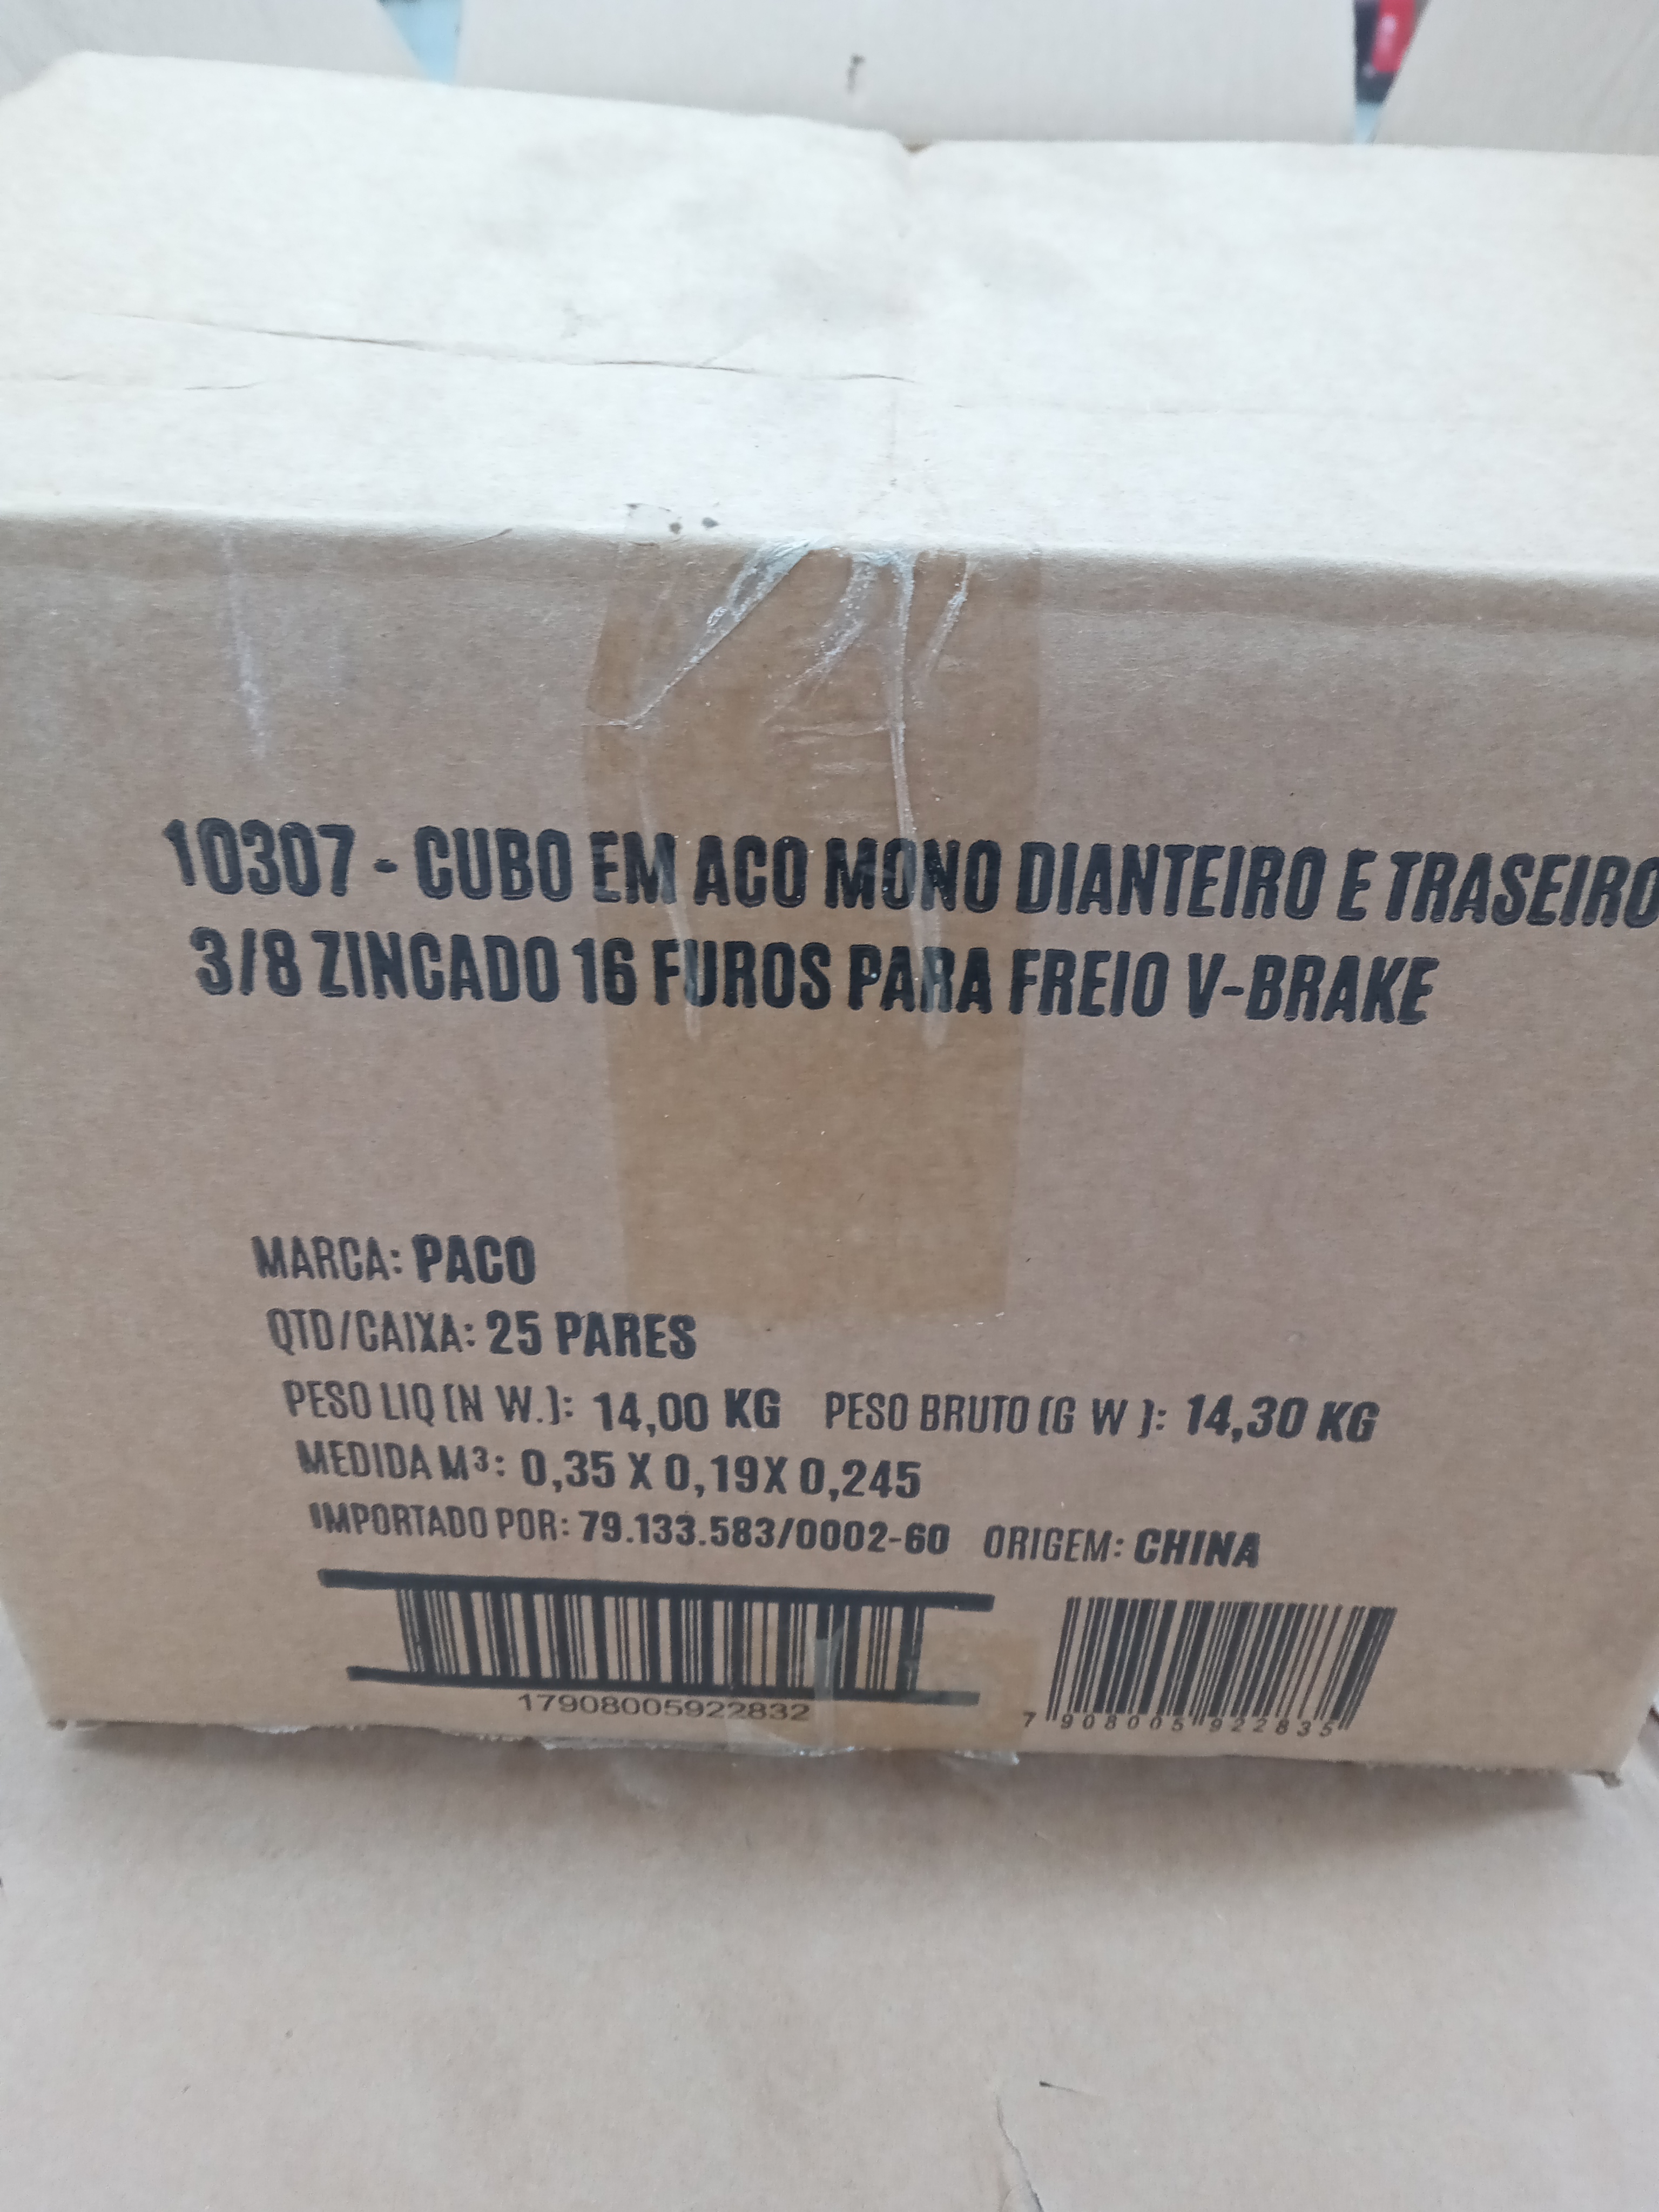 10307 - CUBO EM ACO MONO DIANTEIRO E TRASEIRO
3/8 ZINCADO 16 FUROS PARA FREIO V-BRAKE
MARCA: PACO
QTD/CAIXA: 25 PARES
PESO LIQ (N W.): 14,00 KG PESO BRUTO (G W ): 14,30 KG
MEDIDA M³: 0,35 X 0,19X 0,245
IMPORTADO POR: 79.133.583/0002-60 ORIGEM: CHINA
17908005922832
7 908005 922835